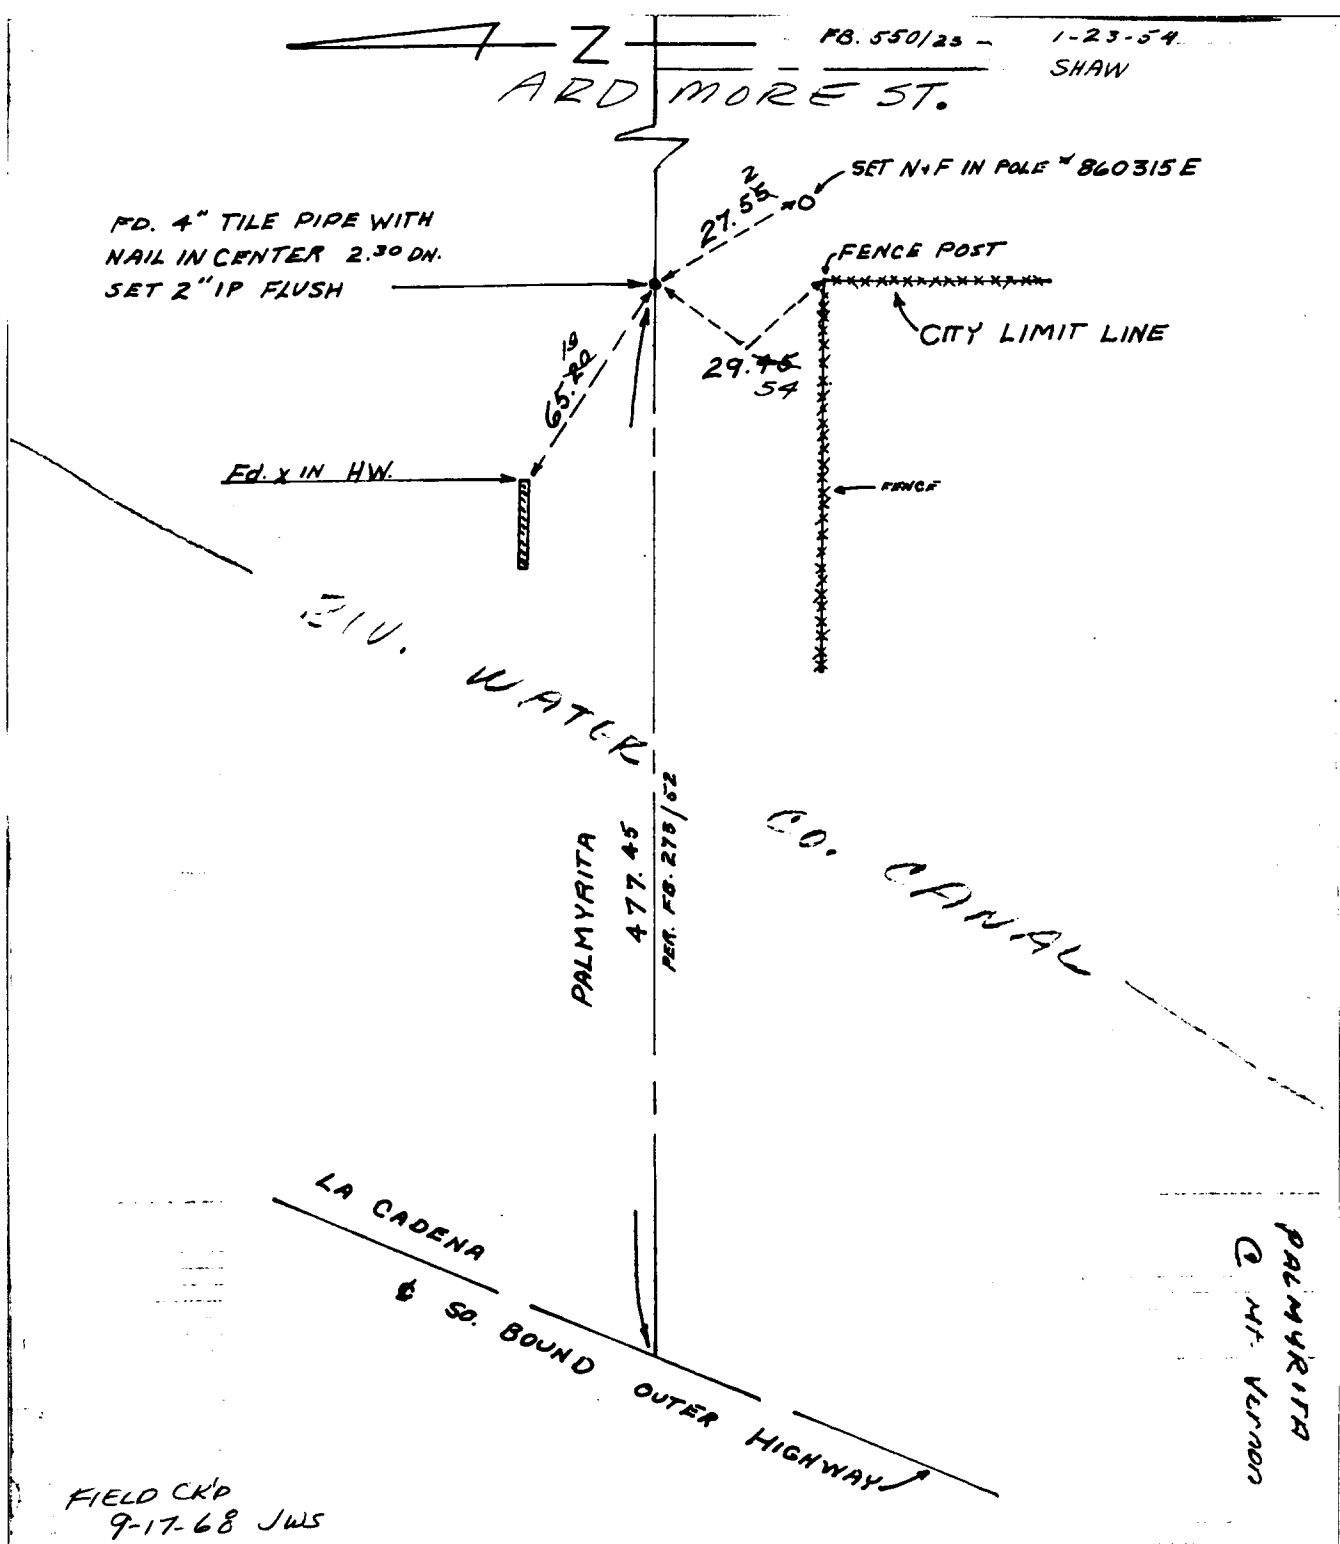 Z
FB. 550/23 - 1-23-54
SHAW
ARDMORE ST.
SET N+F IN POLE # 860315E
2
27.55
FD. 4" TILE PIPE WITH
NAIL IN CENTER 2.30 DN.
SET 2" IP FLUSH
FENCE POST
CITY LIMIT LINE
19
65.20
29.45
54
Fd. X IN HW.
FENCE
RIV. WATER CO. CANAL
PALMYRITA
477.45
PER. FB. 273/52
LA CADENA
℄ SO. BOUND OUTER HIGHWAY
PALMYRITA
@ Mt. Vernon
FIELD CK'D
9-17-68 JWS